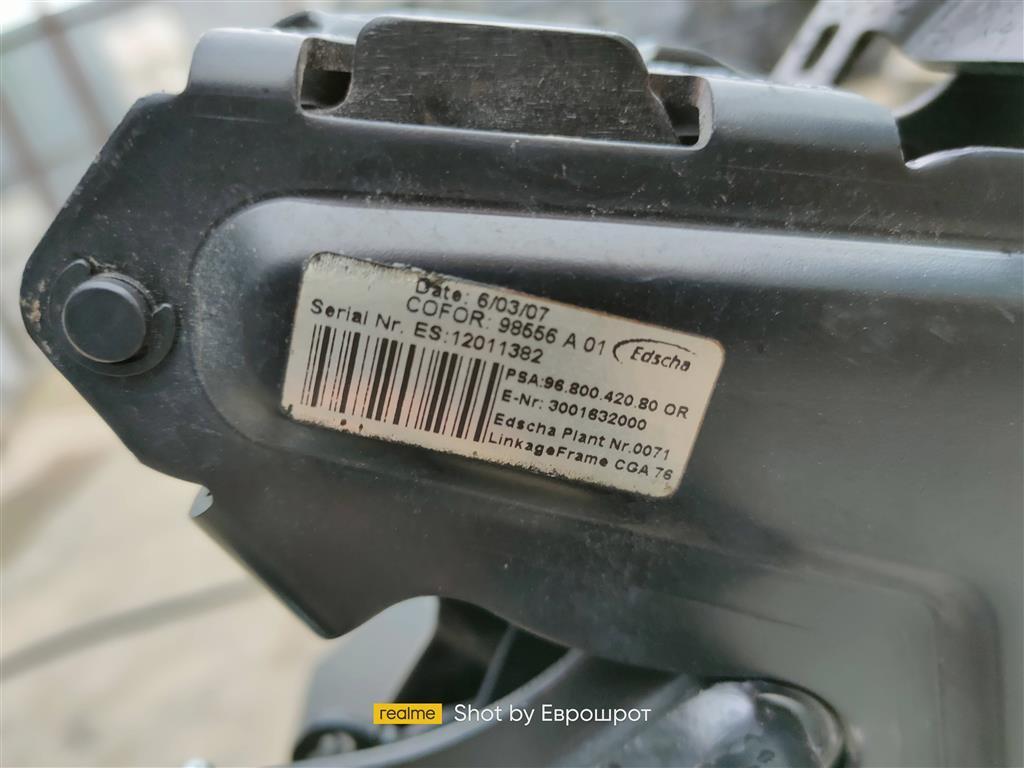 Date: 6/03/07
COFOR: 98556 A 01
Serial Nr. ES:12011382
Edscha
PSA:96.800.420.80 OR
E-Nr: 3001632000
Edscha Plant Nr.0071
LinkageFrame CGA 76
realme Shot by Еврошрот